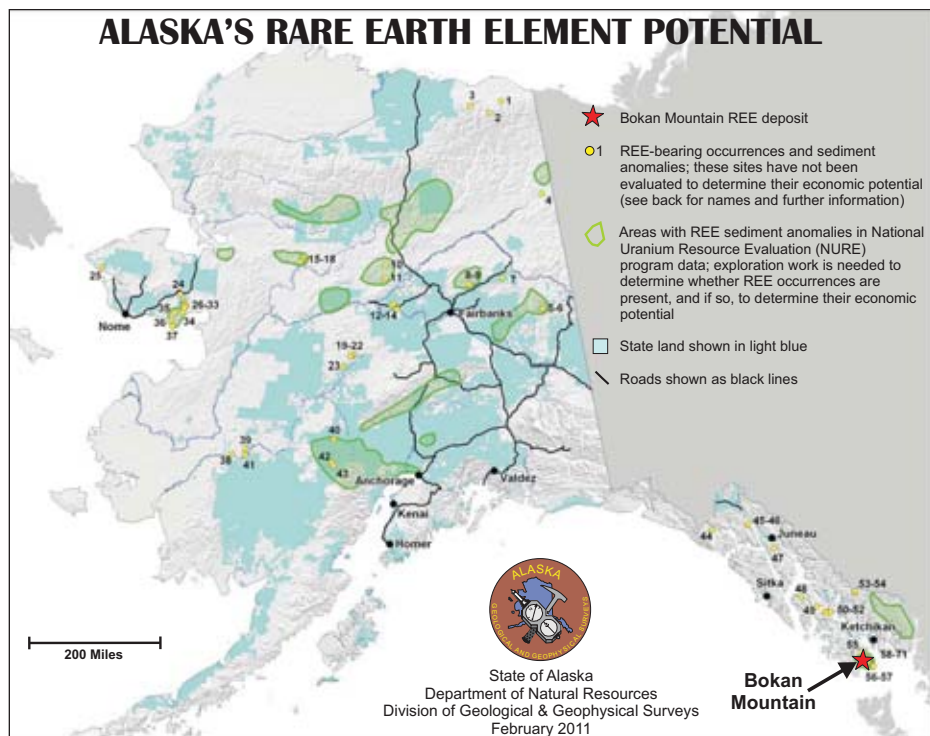 ALASKA'S RARE EARTH ELEMENT POTENTIAL
Bokan Mountain REE deposit
1 REE-bearing occurrences and sediment
anomalies; these sites have not been
evaluated to determine their economic potential
(see back for names and further information)
Areas with REE sediment anomalies in National
Uranium Resource Evaluation (NURE)
program data; exploration work is needed to
determine whether REE occurrences are
present, and if so, to determine their economic
potential
State land shown in light blue
Roads shown as black lines
3
1
2
4
15-18
10
11
8-9
7
5-6
12-14
Fairbanks
25
24
26-33
35
36
34
37
Nome
19-22
23
40
39
38
41
42
43
Anchorage
Valdez
Kenai
Homer
44
45-46
Juneau
47
Sitka
48
49
50-52
53-54
Ketchikan
55
58-71
56-57
Bokan
Mountain
200 Miles
ALASKA
GEOLOGICAL AND GEOPHYSICAL SURVEYS
State of Alaska
Department of Natural Resources
Division of Geological & Geophysical Surveys
February 2011